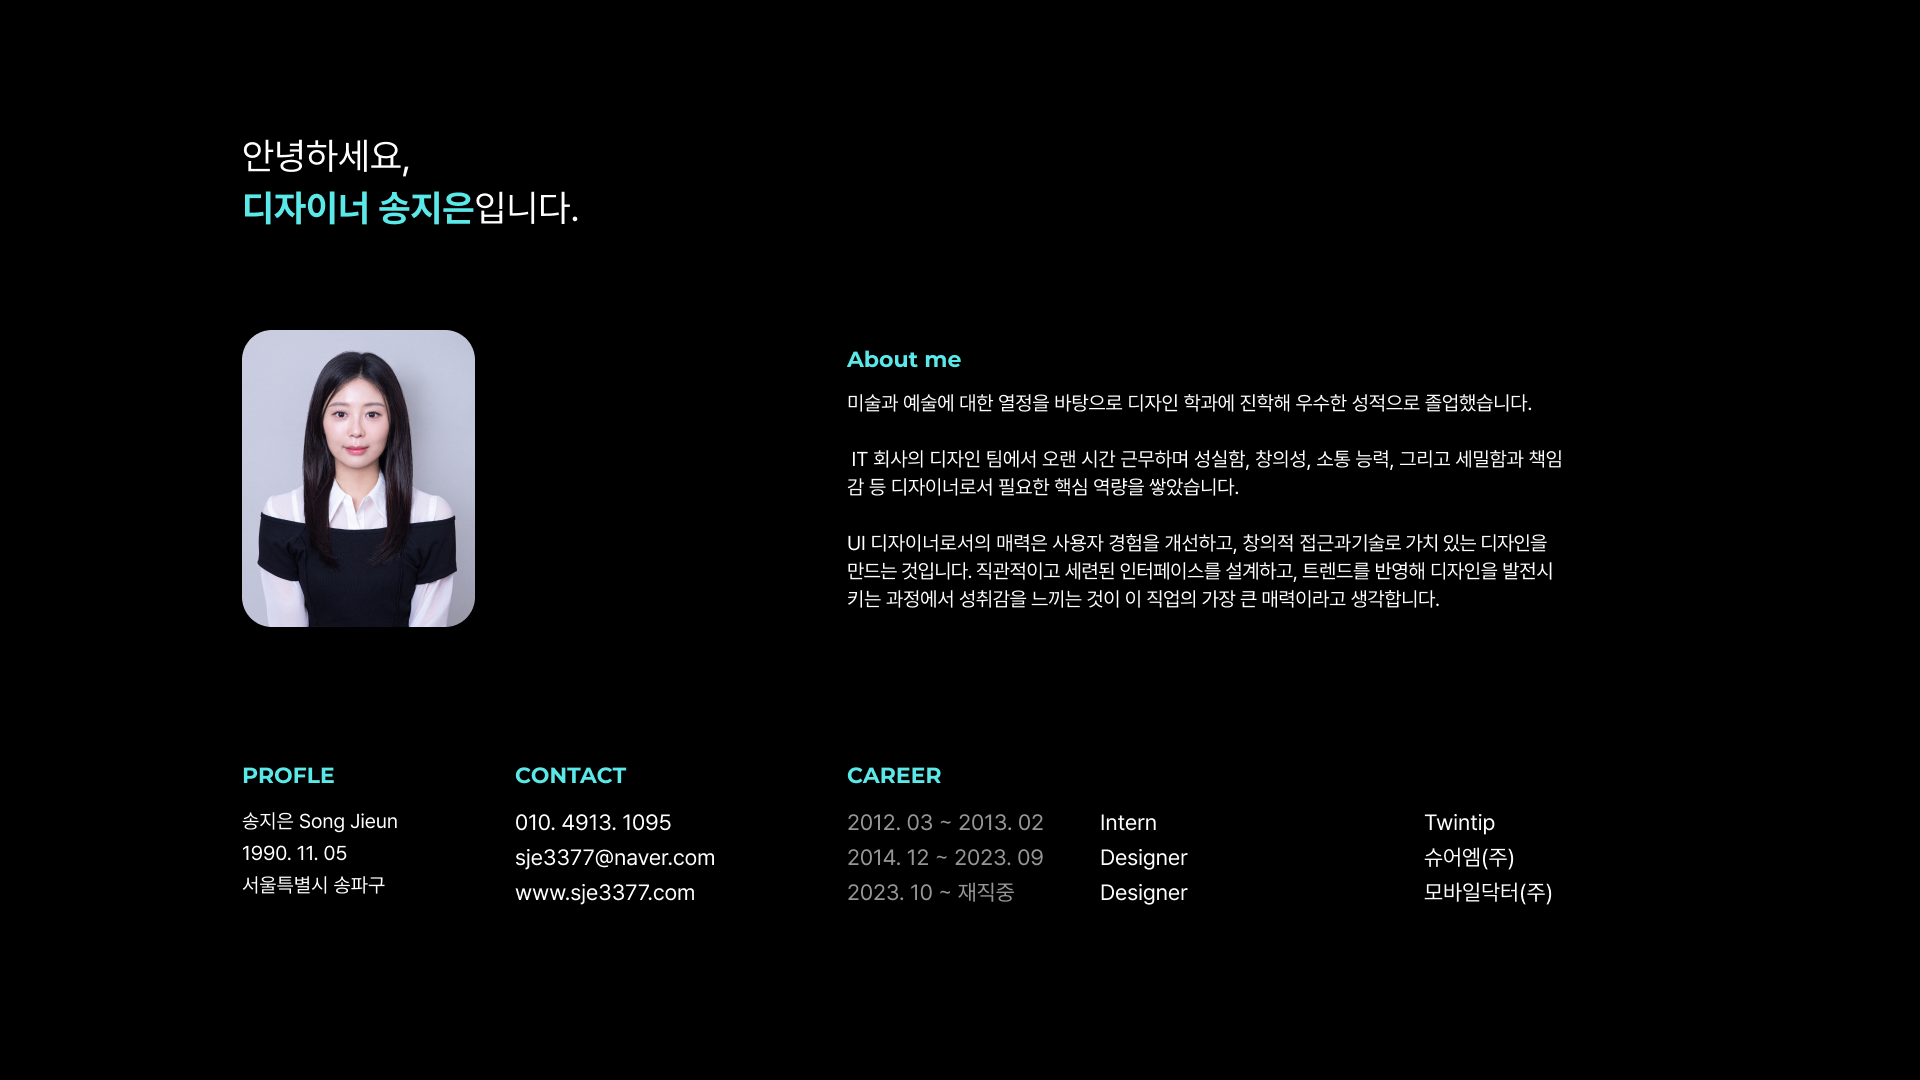 안녕하세요,
디자이너 송지은입니다.
About me
미술과 예술에 대한 열정을 바탕으로 디자인 학과에 진학해 우수한 성적으로 졸업했습니다.
IT 회사의 디자인 팀에서 오랜 시간 근무하며 성실함, 창의성, 소통 능력, 그리고 세밀함과 책임
감 등 디자이너로서 필요한 핵심 역량을 쌓았습니다.
UI 디자이너로서의 매력은 사용자 경험을 개선하고, 창의적 접근과기술로 가치 있는 디자인을
만드는 것입니다. 직관적이고 세련된 인터페이스를 설계하고, 트렌드를 반영해 디자인을 발전시
키는 과정에서 성취감을 느끼는 것이 이 직업의 가장 큰 매력이라고 생각합니다.
PROFLE
송지은 Song Jieun
1990. 11. 05
서울특별시 송파구
CONTACT
010. 4913. 1095
sje3377@naver.com
www.sje3377.com
CAREER
2012. 03 ~ 2013. 02 Intern Twintip
2014. 12 ~ 2023. 09 Designer 슈어엠(주)
2023. 10 ~ 재직중 Designer 모바일닥터(주)